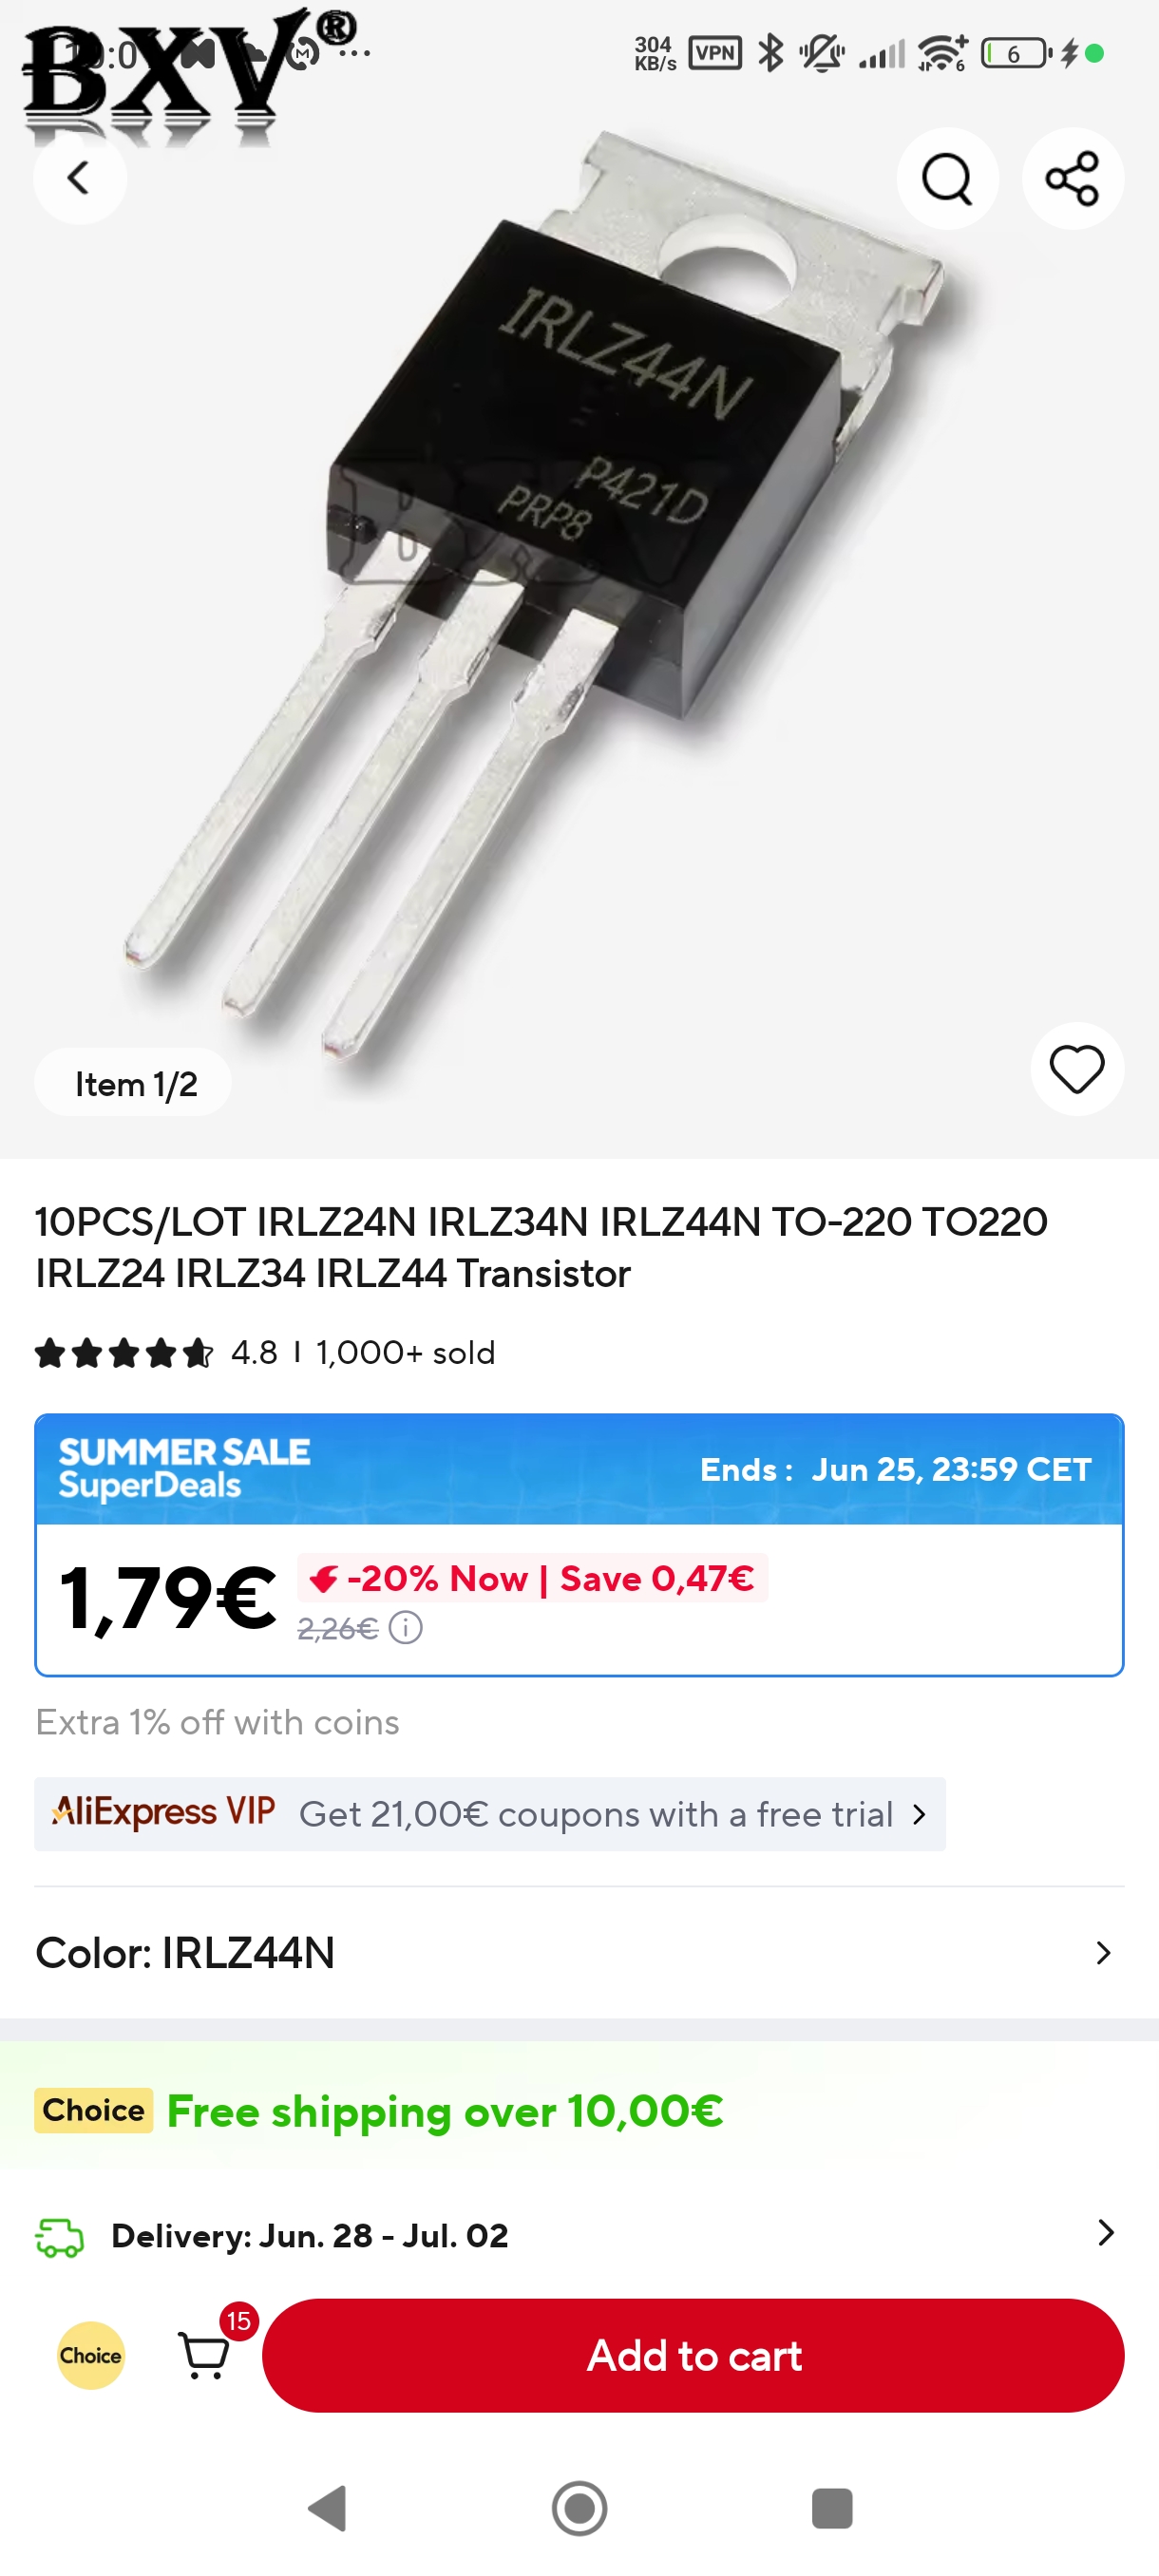 BXV®
304
KB/s
VPN
6
6
IRLZ44N
P421D
PRP8
Item 1/2
10PCS/LOT IRLZ24N IRLZ34N IRLZ44N TO-220 TO220
IRLZ24 IRLZ34 IRLZ44 Transistor
4.8 | 1,000+ sold
SUMMER SALE
SuperDeals
Ends : Jun 25, 23:59 CET
1,79€
-20% Now | Save 0,47€
2,26€
Extra 1% off with coins
AliExpress VIP Get 21,00€ coupons with a free trial
Color: IRLZ44N
Choice Free shipping over 10,00€
Delivery: Jun. 28 - Jul. 02
Choice
15
Add to cart